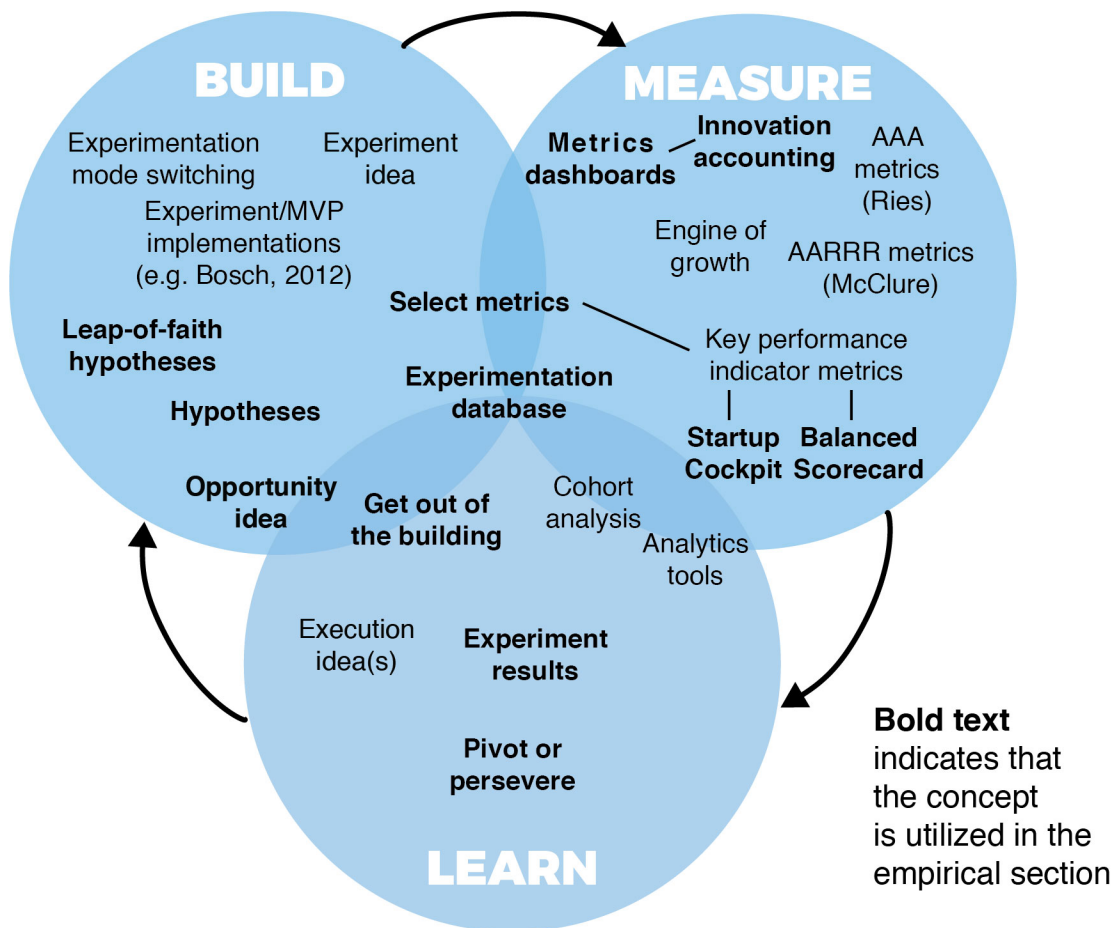 BUILD
Experimentation
mode switching
Experiment
idea
Experiment/MVP
implementations
(e.g. Bosch, 2012)
Leap-of-faith
hypotheses
Hypotheses
Opportunity
idea
MEASURE
Metrics
dashboards
Innovation
accounting
AAA
metrics
(Ries)
Engine of
growth
AARRR metrics
(McClure)
Select metrics
Key performance
indicator metrics
Experimentation
database
Startup
Cockpit
Balanced
Scorecard
Get out of
the building
Cohort
analysis
Analytics
tools
Execution
idea(s)
Experiment
results
Pivot or
persevere
LEARN
Bold text
indicates that
the concept
is utilized in the
empirical section